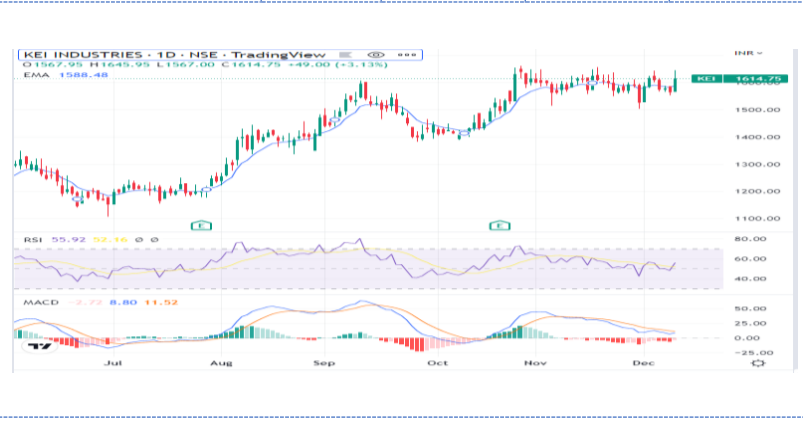 KEI INDUSTRIES · 1D · NSE · TradingView
INR
O1567.95 H1645.95 L1567.00 C1614.75 +49.00 (+3.13%)
EMA 1588.48
KEI 1614.75
1600.00
1500.00
1400.00
1300.00
1200.00
1100.00
E E
RSI 55.92 52.16 Ø Ø
80.00
60.00
40.00
MACD -2.72 8.80 11.52
50.00
25.00
0.00
−25.00
Jul Aug Sep Oct Nov Dec